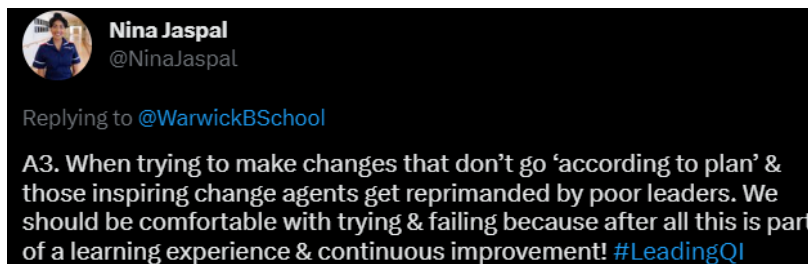 Nina Jaspal
@NinaJaspal
Replying to @WarwickBSchool
A3. When trying to make changes that don’t go ‘according to plan’ &
those inspiring change agents get reprimanded by poor leaders. We
should be comfortable with trying & failing because after all this is part
of a learning experience & continuous improvement! #LeadingQI